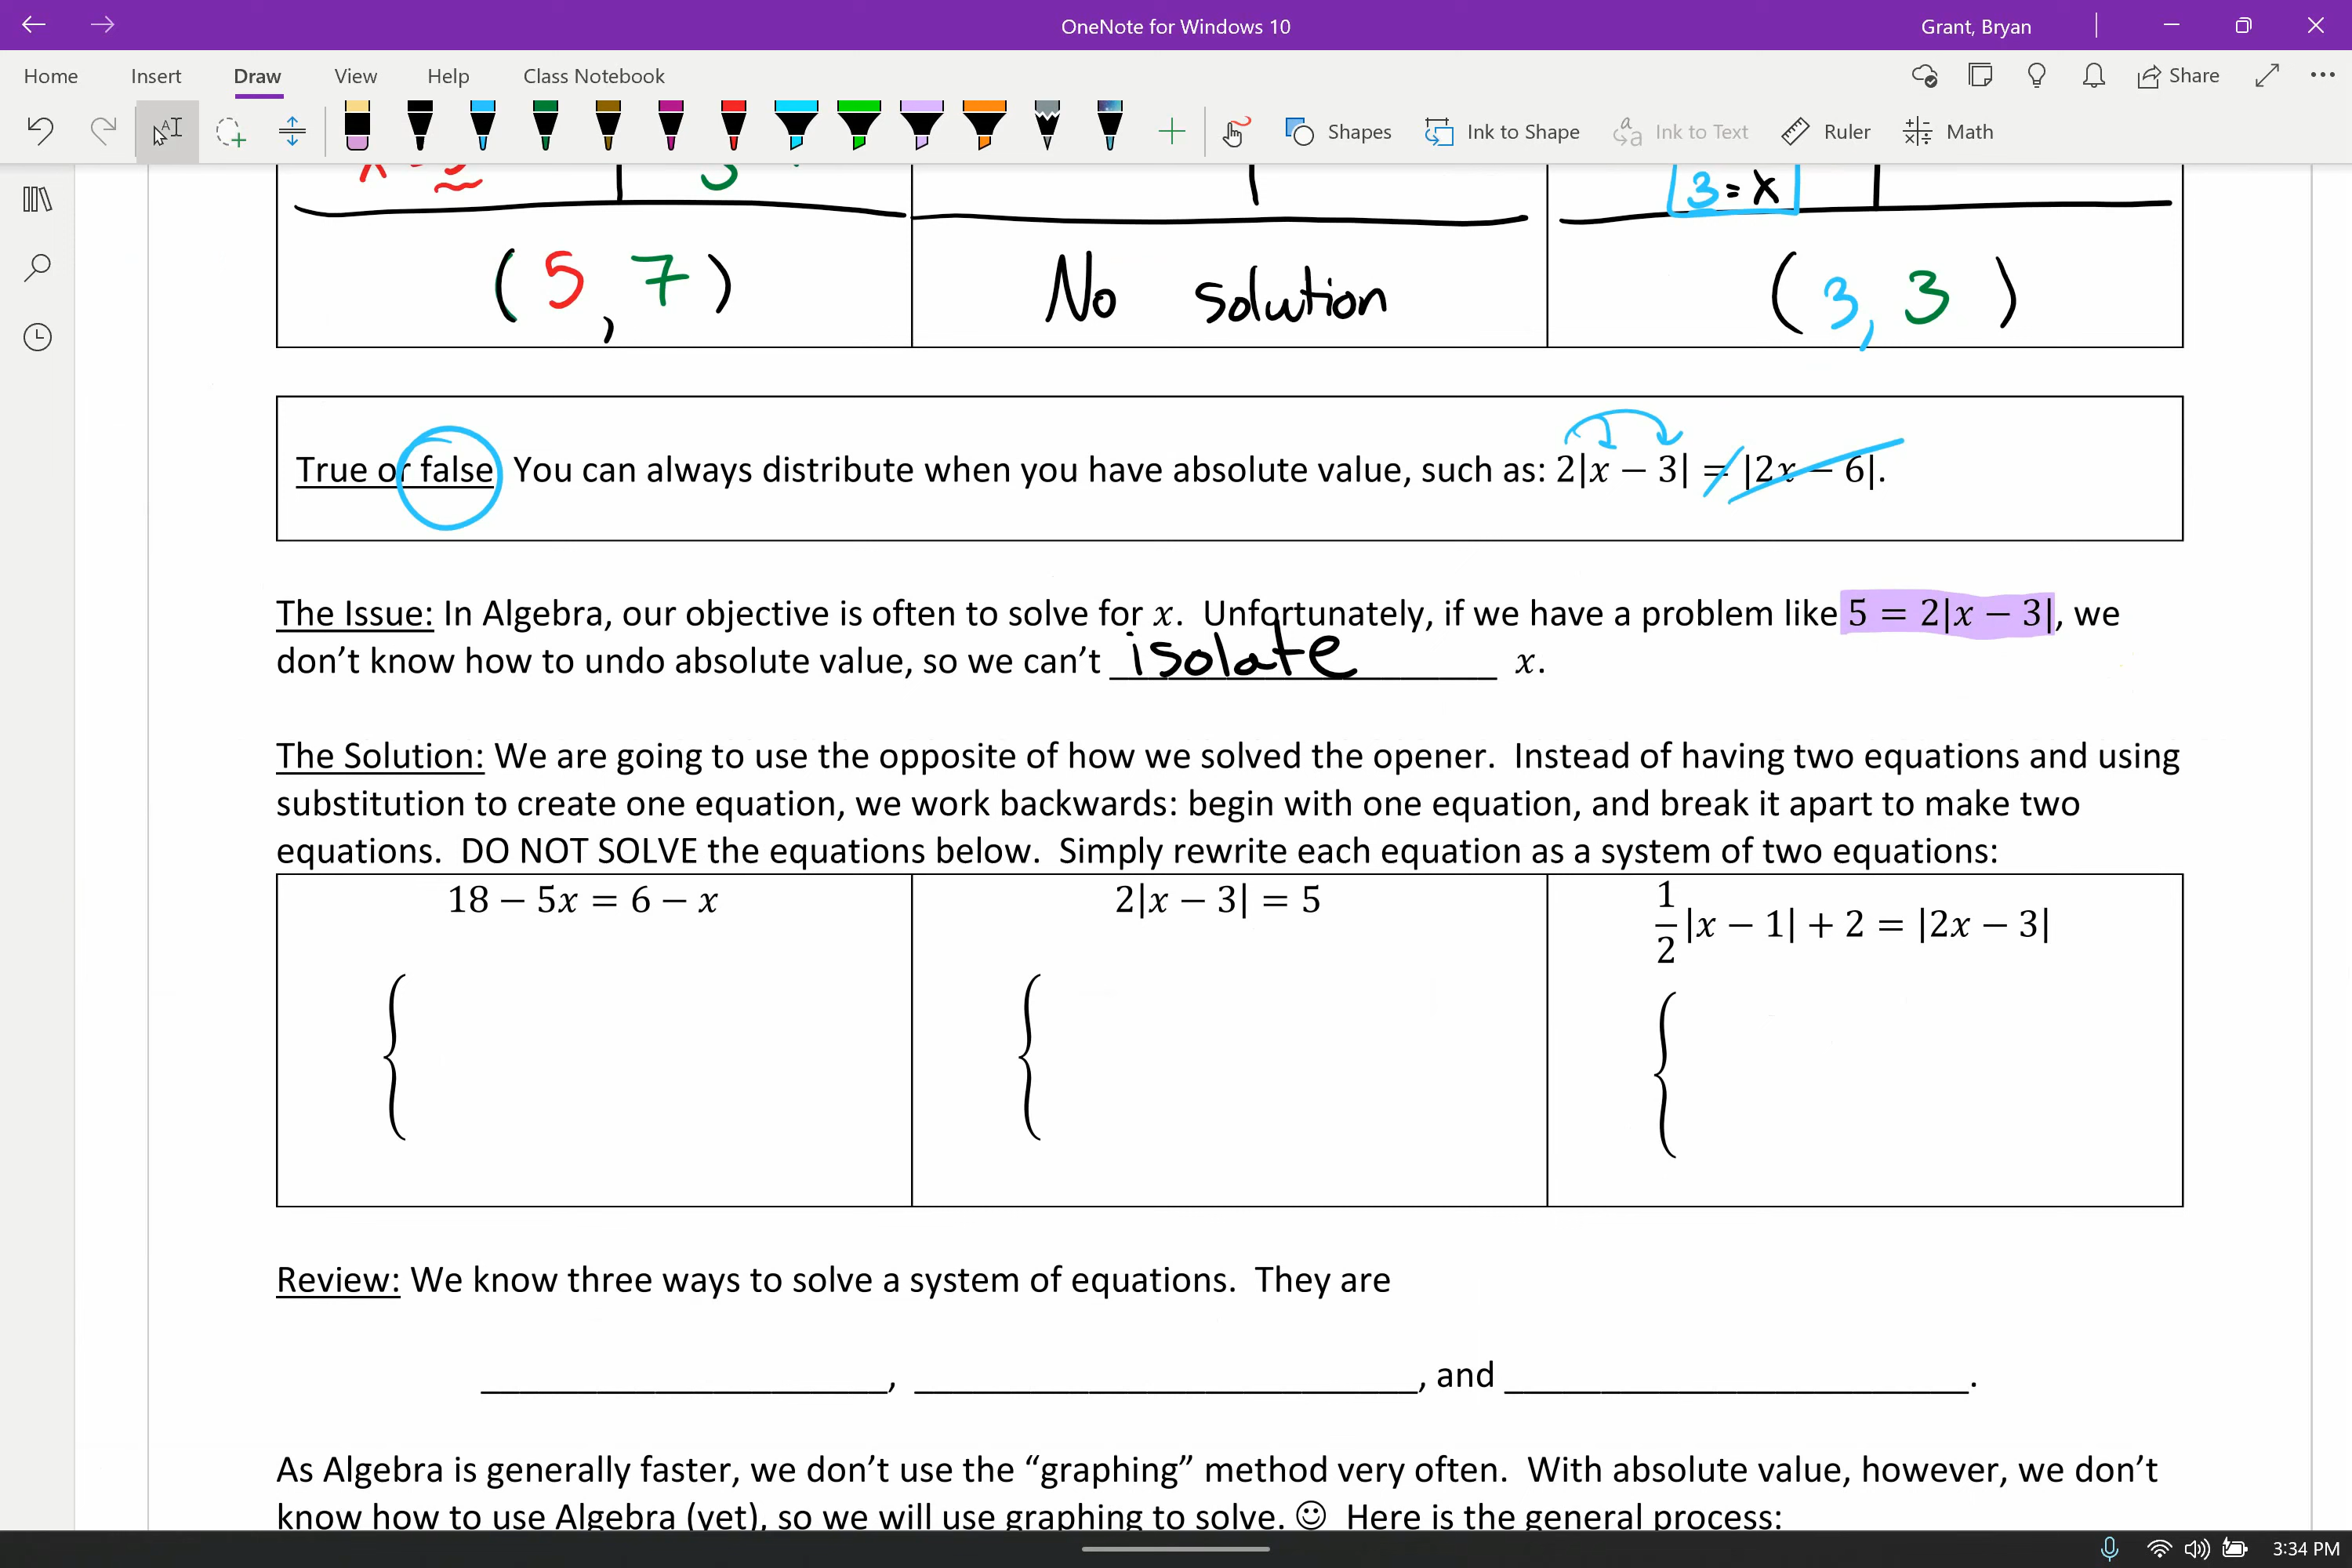 OneNote for Windows 10
Grant, Bryan
Home Insert Draw View Help Class Notebook Share
Shapes Ink to Shape Ink to Text Ruler Math
3 = x
( 5 , 7 ) No solution ( 3, 3 )
True or false You can always distribute when you have absolute value, such as: 2|x − 3| = |2x − 6|.
The Issue: In Algebra, our objective is often to solve for x. Unfortunately, if we have a problem like 5 = 2|x − 3|, we
don’t know how to undo absolute value, so we can’t isolate x.
The Solution: We are going to use the opposite of how we solved the opener. Instead of having two equations and using
substitution to create one equation, we work backwards: begin with one equation, and break it apart to make two
equations. DO NOT SOLVE the equations below. Simply rewrite each equation as a system of two equations:
18 − 5x = 6 − x 2|x − 3| = 5 1/2|x − 1| + 2 = |2x − 3|
Review: We know three ways to solve a system of equations. They are
____________, ____________, and ____________.
As Algebra is generally faster, we don’t use the “graphing” method very often. With absolute value, however, we don’t
know how to use Algebra (yet), so we will use graphing to solve. ☺ Here is the general process:
3:34 PM